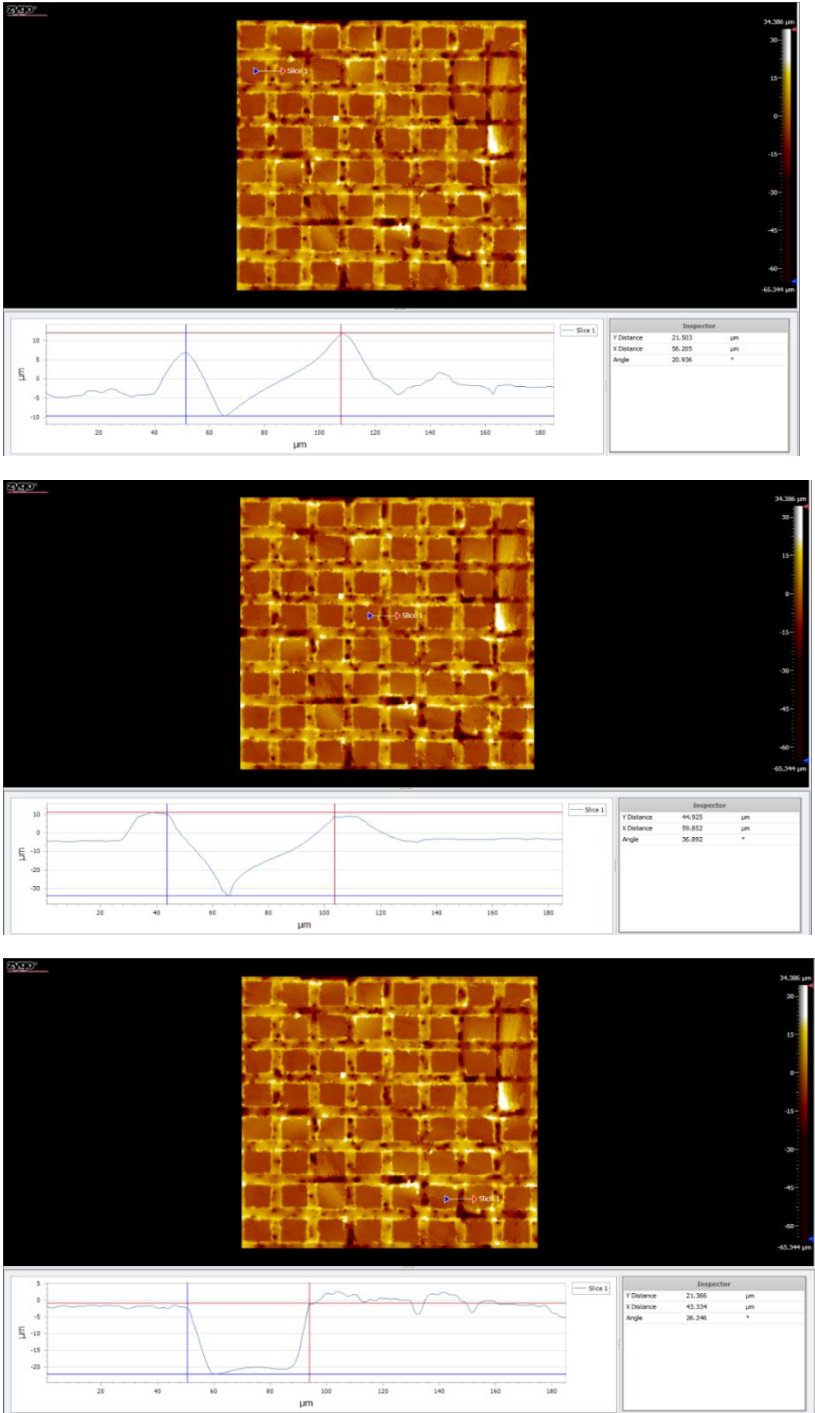 zygo
34.386 µm
Slice 1
30
15
0
-15
-30
-45
-60
-65.344 µm
Slice 1
10
5
0
-5
-10
µm
20 40 60 80 100 120 140 160 180
µm
Inspector
Y Distance 21.503 µm
X Distance 56.205 µm
Angle 20.936 °
zygo
34.386 µm
30
15
0
Slice 1
-15
-30
-45
-60
-65.344 µm
Slice 1
10
0
-10
-20
-30
µm
20 40 60 80 100 120 140 160 180
µm
Inspector
Y Distance 44.925 µm
X Distance 59.852 µm
Angle 36.892 °
zygo
34.386 µm
30
15
0
-15
-30
-45
Slice 1
-60
-65.344 µm
Slice 1
5
0
-5
-10
-15
-20
µm
20 40 60 80 100 120 140 160 180
µm
Inspector
Y Distance 21.366 µm
X Distance 43.334 µm
Angle 26.246 °